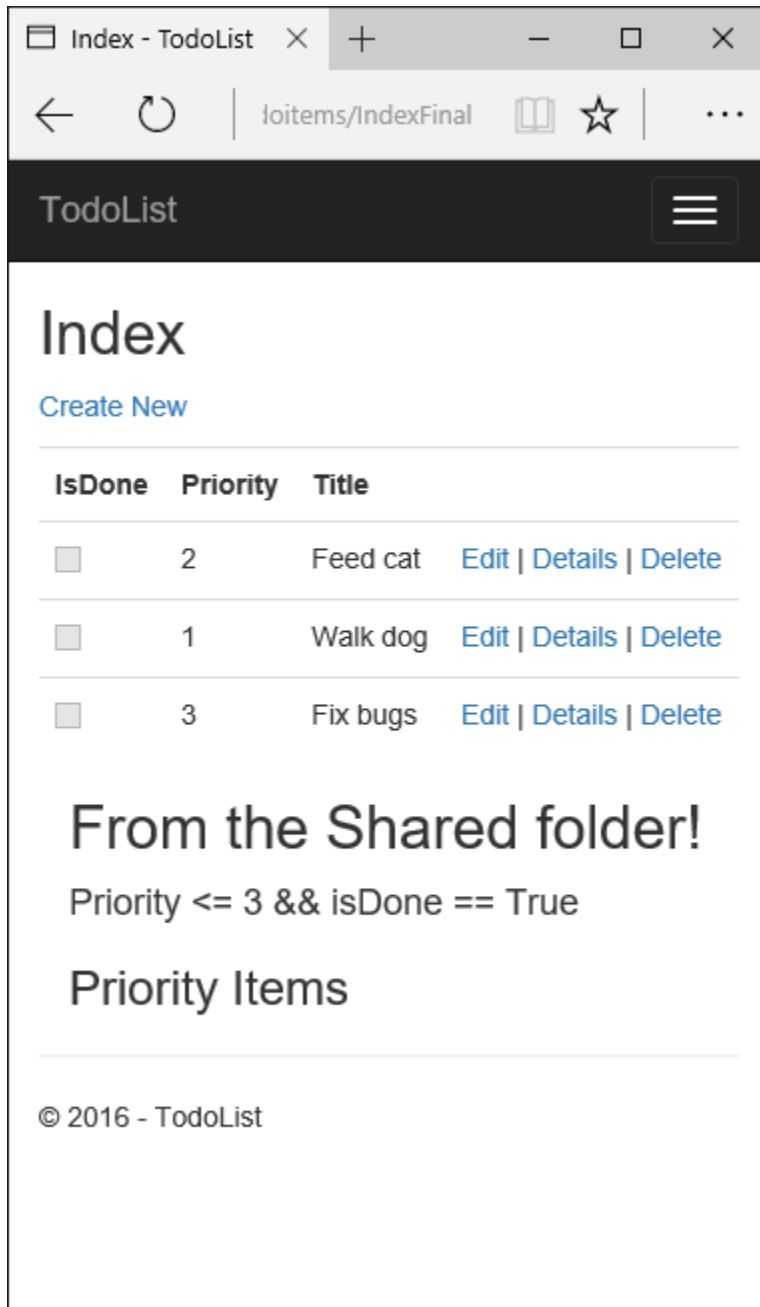 Index - TodoList
doitems/IndexFinal
TodoList
Index
Create New
IsDone Priority Title
2 Feed cat Edit | Details | Delete
1 Walk dog Edit | Details | Delete
3 Fix bugs Edit | Details | Delete
From the Shared folder!
Priority <= 3 && isDone == True
Priority Items
© 2016 - TodoList